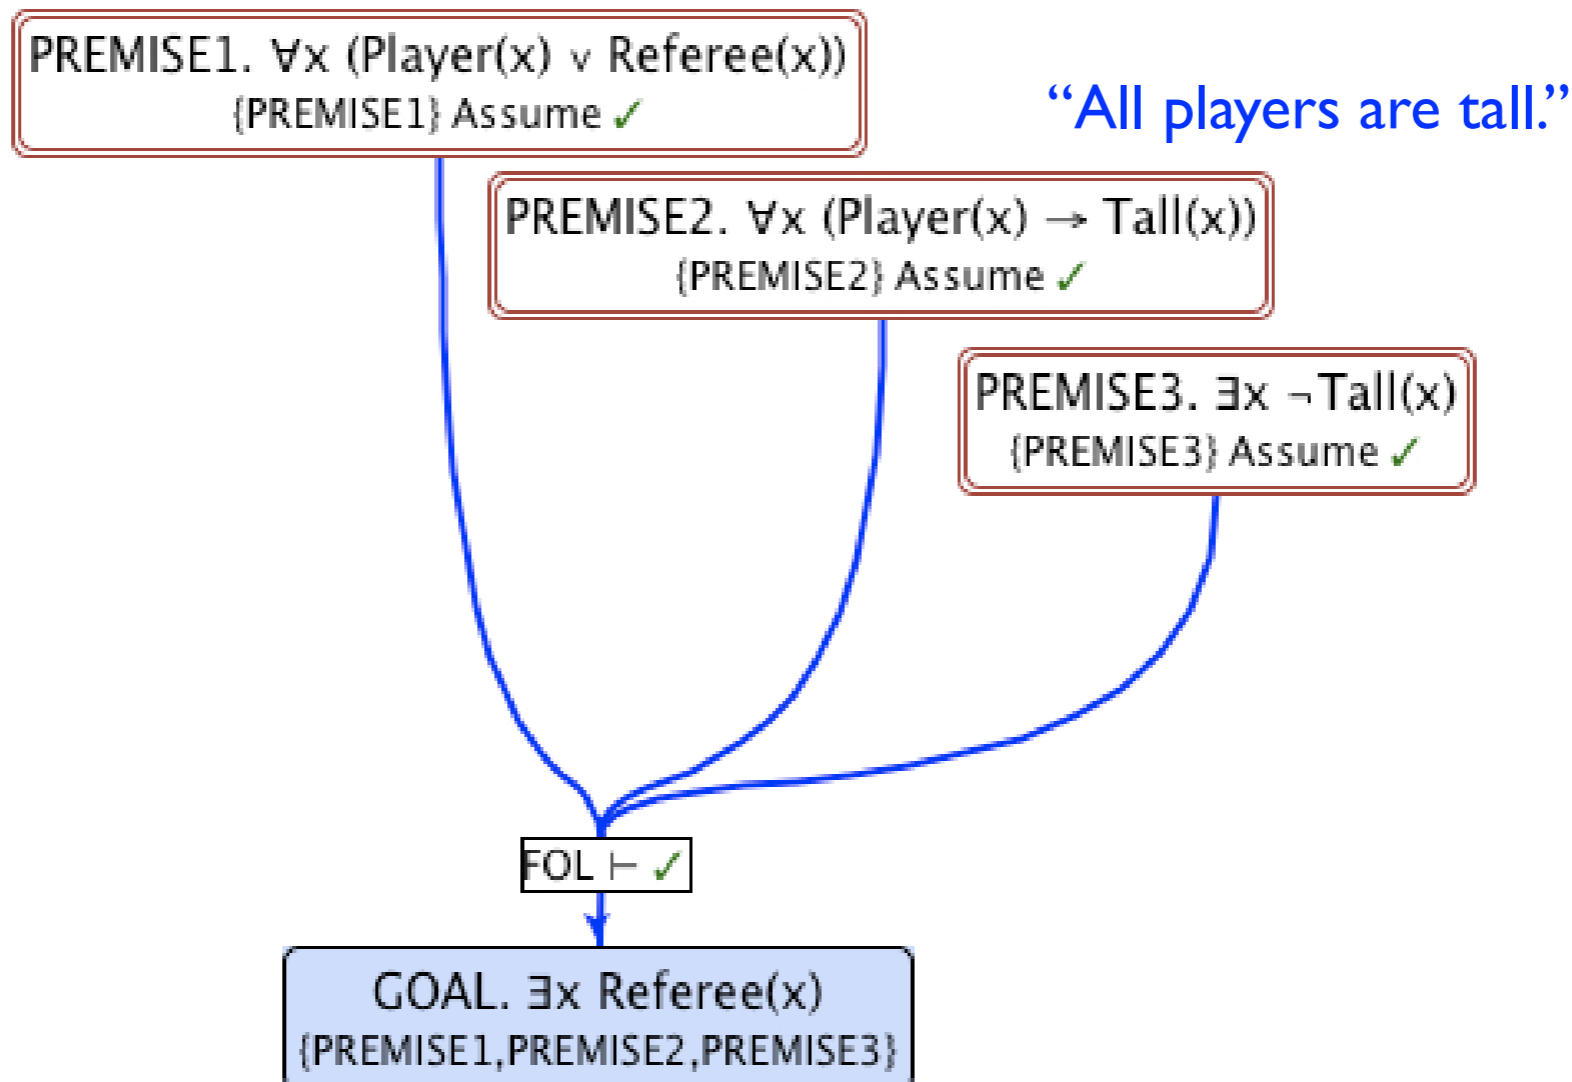 PREMISE1. ∀x (Player(x) ∨ Referee(x))
{PREMISE1} Assume ✓
“All players are tall.”
PREMISE2. ∀x (Player(x) → Tall(x))
{PREMISE2} Assume ✓
PREMISE3. ∃x ¬Tall(x)
{PREMISE3} Assume ✓
FOL ⊢ ✓
GOAL. ∃x Referee(x)
{PREMISE1,PREMISE2,PREMISE3}